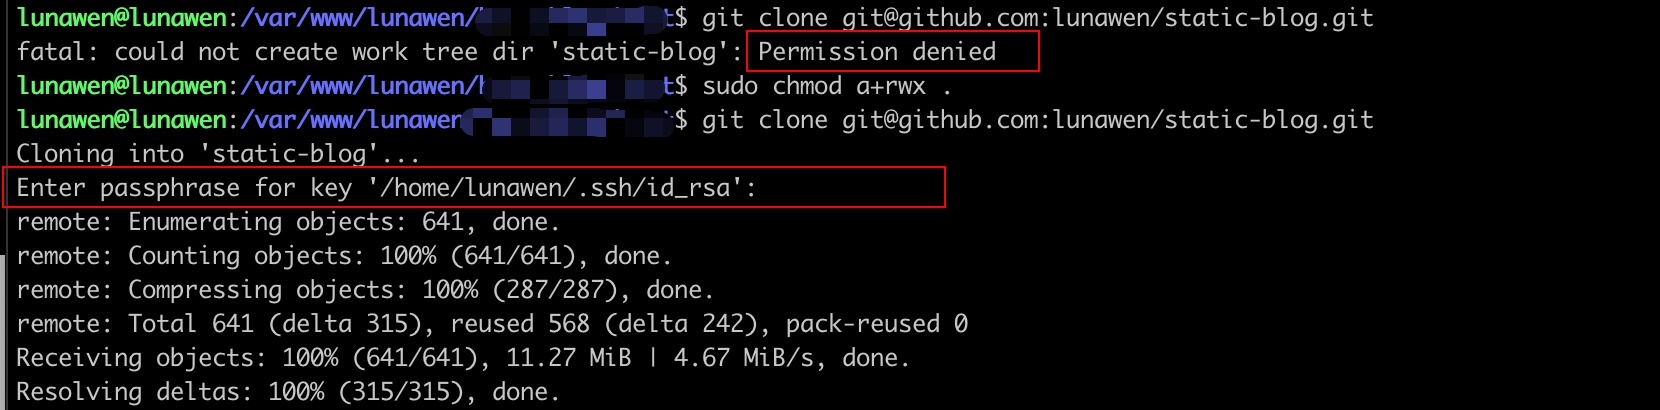 lunawen@lunawen:/var/www/lunawen/ t$ git clone git@github.com:lunawen/static-blog.git
fatal: could not create work tree dir 'static-blog': Permission denied
lunawen@lunawen:/var/www/lunawen/ t$ sudo chmod a+rwx .
lunawen@lunawen:/var/www/lunawen $ git clone git@github.com:lunawen/static-blog.git
Cloning into 'static-blog'...
Enter passphrase for key '/home/lunawen/.ssh/id_rsa':
remote: Enumerating objects: 641, done.
remote: Counting objects: 100% (641/641), done.
remote: Compressing objects: 100% (287/287), done.
remote: Total 641 (delta 315), reused 568 (delta 242), pack-reused 0
Receiving objects: 100% (641/641), 11.27 MiB | 4.67 MiB/s, done.
Resolving deltas: 100% (315/315), done.